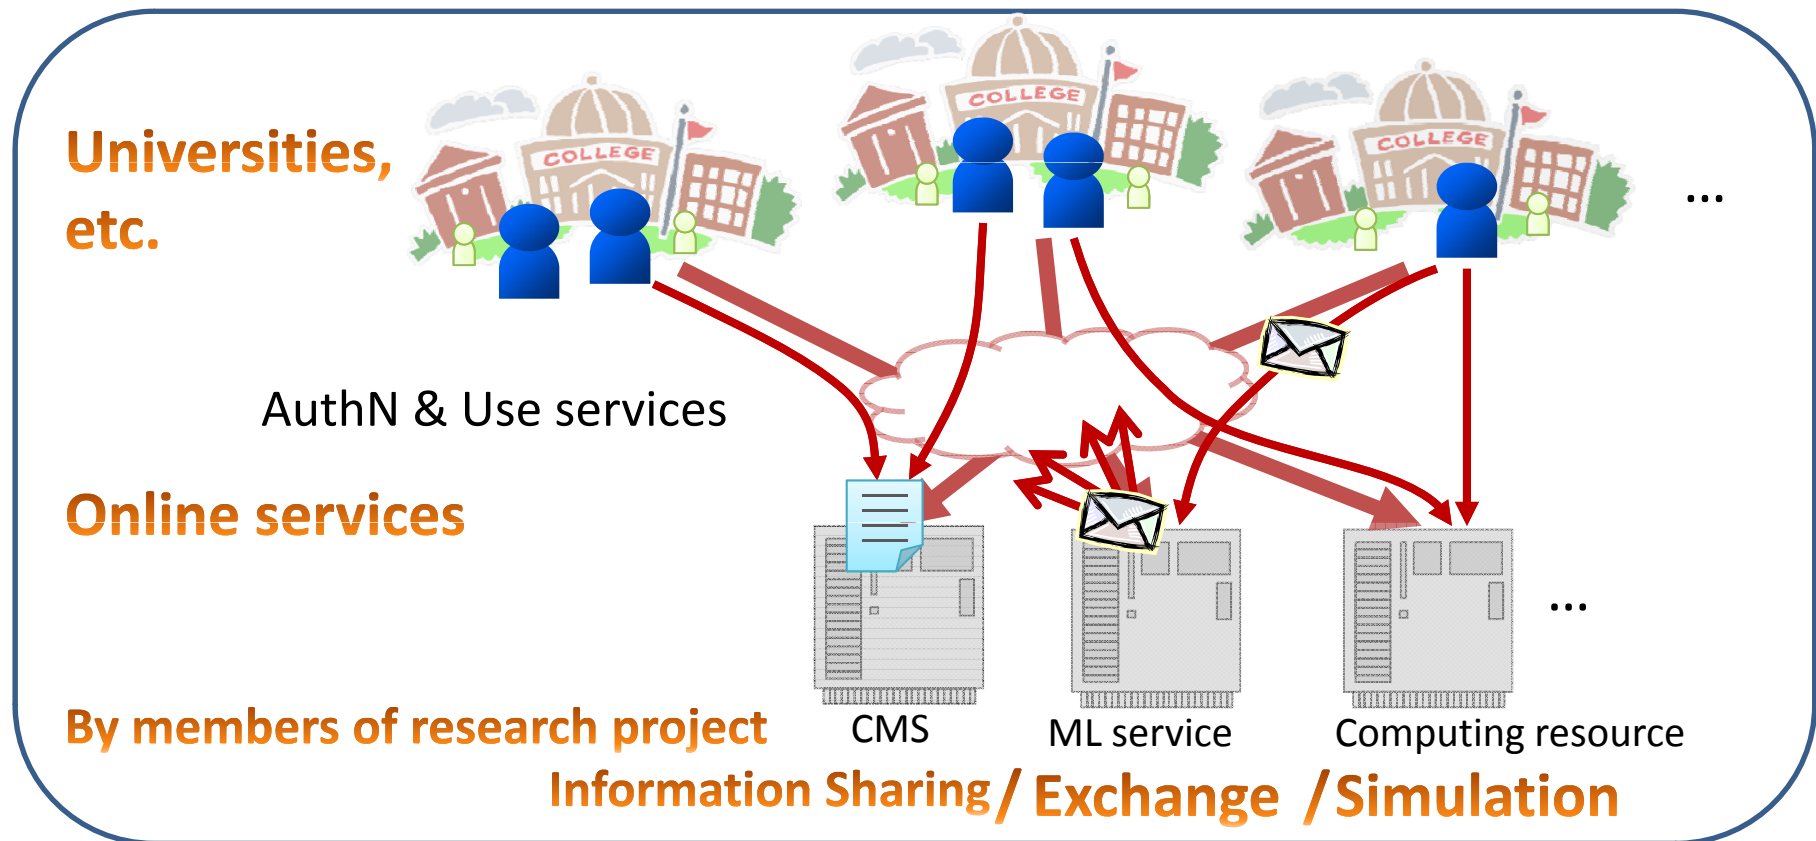 COLLEGE
COLLEGE
COLLEGE
Universities,
etc.
...
AuthN & Use services
Online services
...
By members of research project
CMS
ML service
Computing resource
Information Sharing / Exchange / Simulation